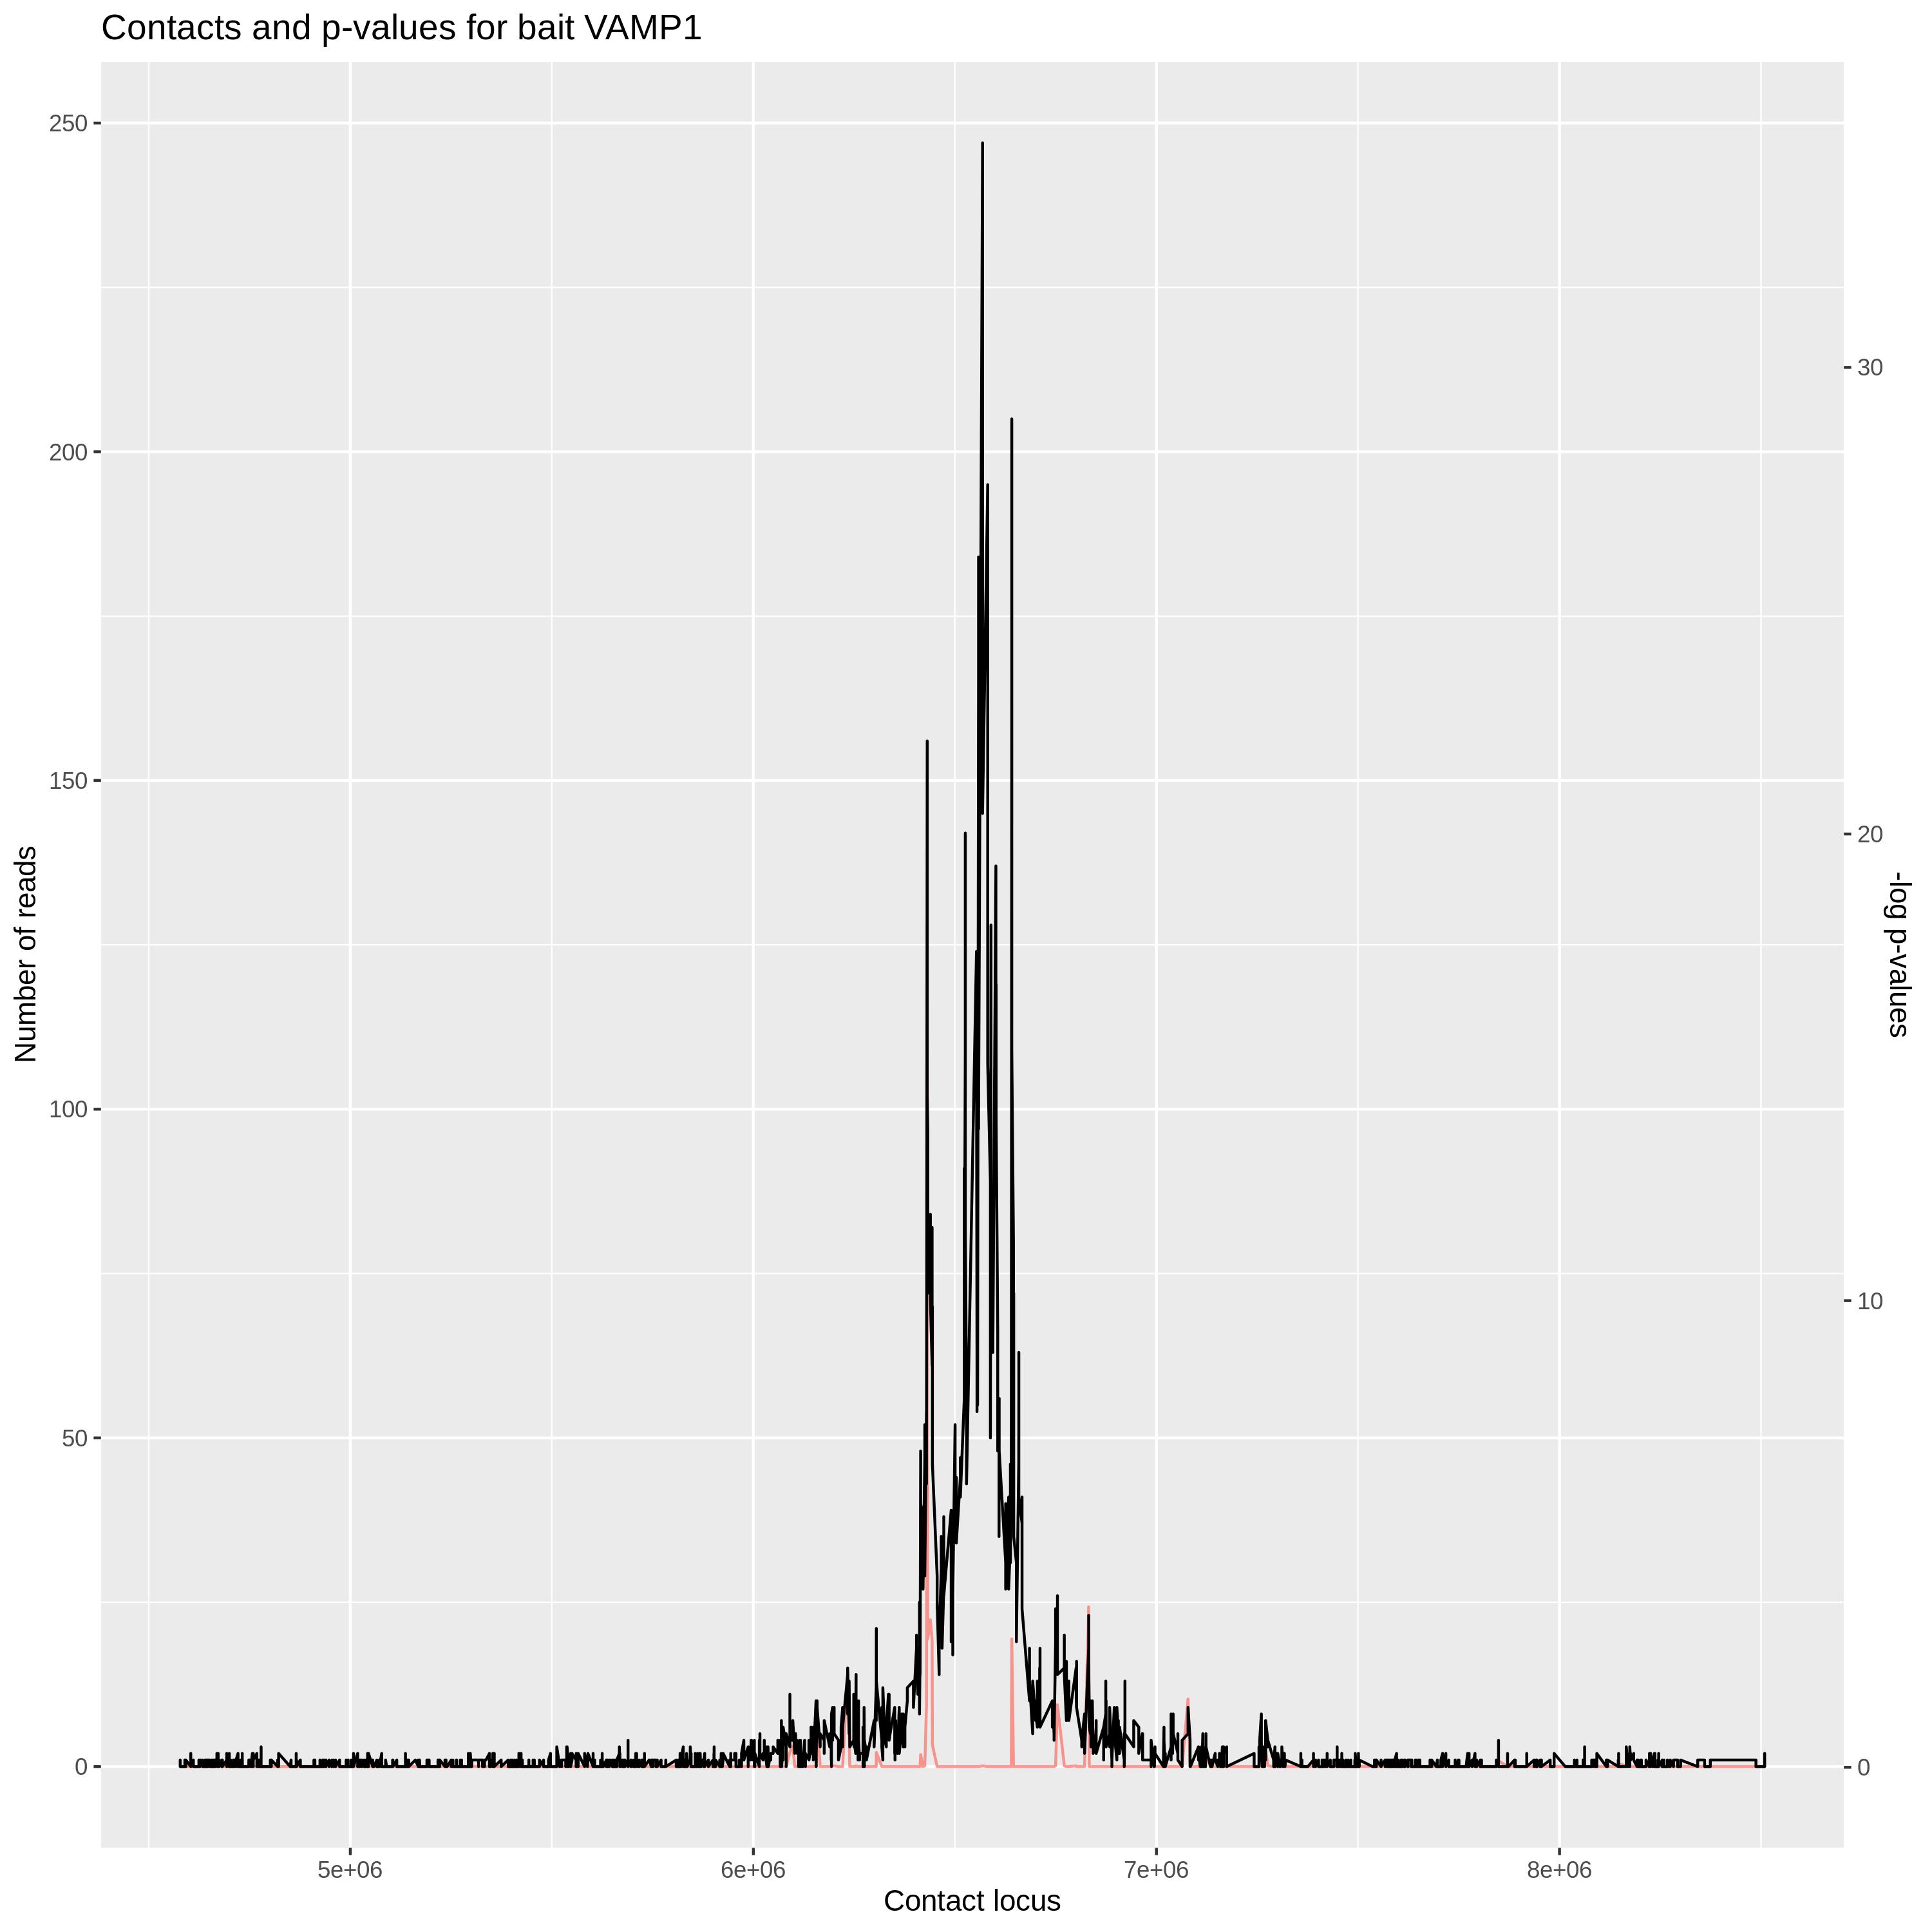 Contacts and p-values for bait VAMP1
250
200
150
100
50
0
Number of reads
30
20
10
0
-log p-values
5e+06
6e+06
7e+06
8e+06
Contact locus